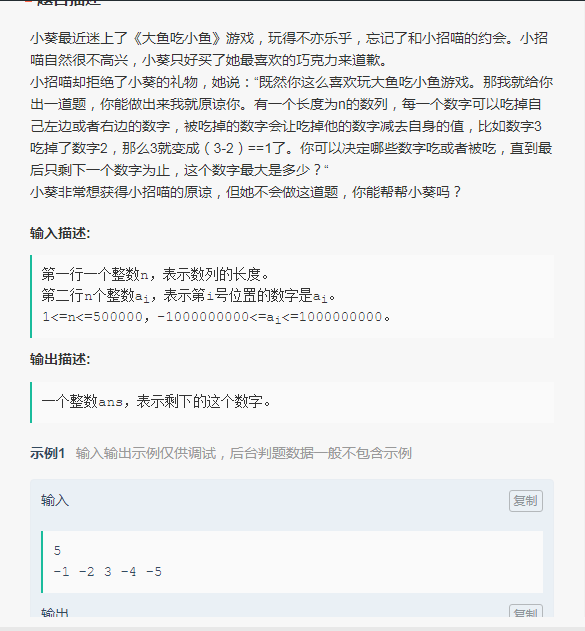 小葵最近迷上了《大鱼吃小鱼》游戏，玩得不亦乐乎，忘记了和小招喵的约会。小招
喵自然很不高兴，小葵只好买了她最喜欢的巧克力来道歉。
小招喵却拒绝了小葵的礼物，她说：“既然你这么喜欢玩大鱼吃小鱼游戏。那我就给你
出一道题，你能做出来我就原谅你。有一个长度为n的数列，每一个数字可以吃掉自
己左边或者右边的数字，被吃掉的数字会让吃掉他的数字减去自身的值，比如数字3
吃掉了数字2，那么3就变成（3-2）==1了。你可以决定哪些数字吃或者被吃，直到最
后只剩下一个数字为止，这个数字最大是多少？“
小葵非常想获得小招喵的原谅，但她不会做这道题，你能帮帮小葵吗？
输入描述:
第一行一个整数n，表示数列的长度。
第二行n个整数ai，表示第i号位置的数字是ai。
1<=n<=500000，-1000000000<=ai<=1000000000。
输出描述:
一个整数ans，表示剩下的这个数字。
示例1 输入输出示例仅供调试，后台判题数据一般不包含示例
输入 复制
5
-1 -2 3 -4 -5
输出 复制